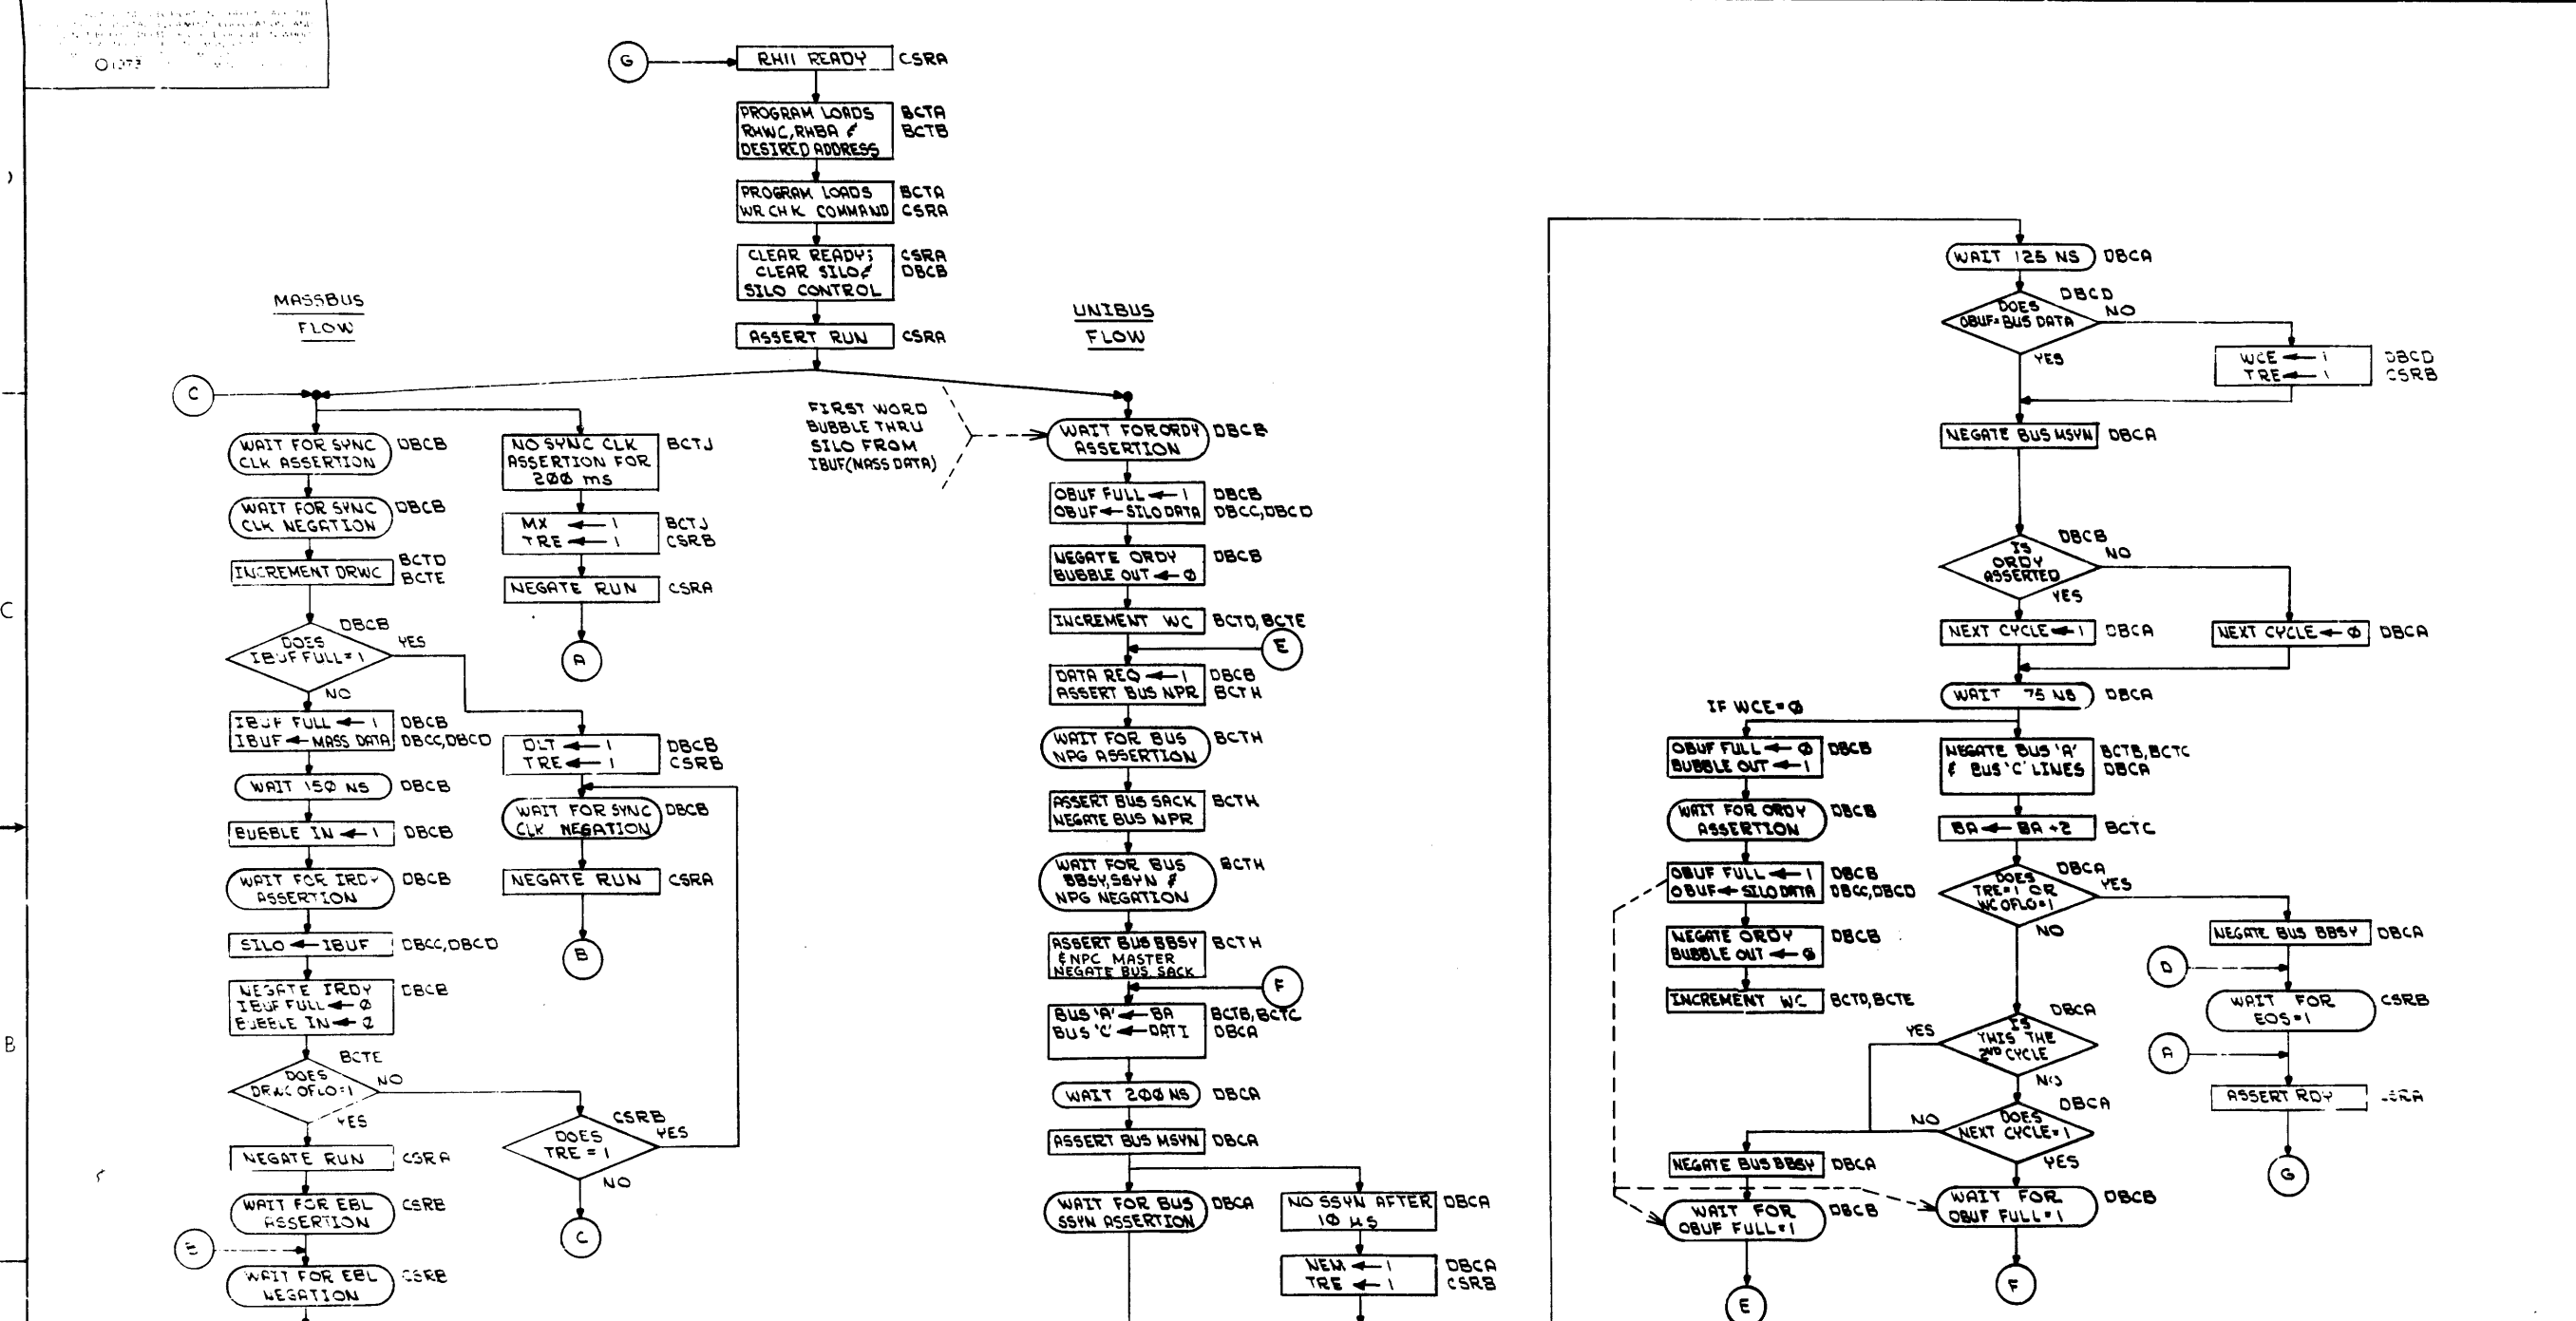 01973
G
RH11 READY CSRA
PROGRAM LOADS BCTA
RHWC,RHBA & BCTB
DESIRED ADDRESS
PROGRAM LOADS BCTA
WRCHK COMMAND CSRA
CLEAR READY; CSRA
CLEAR SILO & DBCB
SILO CONTROL
ASSERT RUN CSRA
MASSBUS
FLOW
C
WAIT FOR SYNC DBCB
CLK ASSERTION
WAIT FOR SYNC DBCB
CLK NEGATION
INCREMENT DRWC BCTD
BCTE
DBCB
DOES
IBUF FULL=1
YES
NO
IBUF FULL ← 1 DBCB
IBUF ← MASS DATA DBCC,DBCD
WAIT 150 NS DBCB
BUBBLE IN ← 1 DBCB
WAIT FOR IRDY DBCB
ASSERTION
SILO ← IBUF DBCC,DBCD
NEGATE IRDY DBCB
IBUF FULL ← 0
BUBBLE IN ← 0
BCTE
DOES
DRWC OFLO=1
NO
YES
NEGATE RUN CSRA
WAIT FOR EBL CSRB
ASSERTION
B
WAIT FOR EBL CSRB
NEGATION
NO SYNC CLK BCTJ
ASSERTION FOR
200 ms
MX ← 1 BCTJ
TRE ← 1 CSRB
NEGATE RUN CSRA
A
DLT ← 1 DBCB
TRE ← 1 CSRB
WAIT FOR SYNC DBCB
CLK NEGATION
NEGATE RUN CSRA
B
CSRB
DOES
TRE = 1
YES
NO
C
UNIBUS
FLOW
FIRST WORD
BUBBLE THRU
SILO FROM
IBUF(MASS DATA)
WAIT FOR ORDY DBCB
ASSERTION
OBUF FULL ← 1 DBCB
OBUF ← SILO DATA DBCC,DBCD
NEGATE ORDY DBCB
BUBBLE OUT ← 0
INCREMENT WC BCTD,BCTE
E
DATA REQ ← 1 DBCB
ASSERT BUS NPR BCTH
WAIT FOR BUS BCTH
NPG ASSERTION
ASSERT BUS SACK BCTH
NEGATE BUS NPR
WAIT FOR BUS BCTH
BBSY,SSYN &
NPG NEGATION
ASSERT BUS BBSY BCTH
& NPC MASTER
NEGATE BUS SACK
F
BUS 'A' ← BA BCTB,BCTC
BUS 'C' ← DATI DBCA
WAIT 200 NS DBCA
ASSERT BUS MSYN DBCA
WAIT FOR BUS DBCA
SSYN ASSERTION
NO SSYN AFTER DBCA
10 µS
NEM ← 1 DBCA
TRE ← 1 CSRB
WAIT 125 NS DBCA
DBCD
DOES
OBUF=BUS DATA
NO
YES
WCE ← 1 DBCD
TRE ← 1 CSRB
NEGATE BUS MSYN DBCA
DBCB
IS
ORDY
ASSERTED
NO
YES
NEXT CYCLE ← 1 DBCA
NEXT CYCLE ← 0 DBCA
WAIT 75 NS DBCA
IF WCE=0
OBUF FULL ← 0 DBCB
BUBBLE OUT ← 1
WAIT FOR ORDY DBCB
ASSERTION
OBUF FULL ← 1 DBCB
OBUF ← SILO DATA DBCC,DBCD
NEGATE ORDY DBCB
BUBBLE OUT ← 0
INCREMENT WC BCTD,BCTE
NEGATE BUS 'A' BCTB,BCTC
& BUS 'C' LINES DBCA
BA ← BA +2 BCTC
DBCA
DOES
TRE=1 OR
WC OFLO=1
YES
NO
NEGATE BUS BBSY DBCA
D
WAIT FOR CSRB
EOS=1
A
ASSERT RDY CSRA
G
DBCA
IS
THIS THE
2ND CYCLE
YES
NO
DBCA
DOES
NEXT CYCLE=1
NO
YES
NEGATE BUS BBSY DBCA
WAIT FOR DBCB
OBUF FULL=1
E
WAIT FOR DBCB
OBUF FULL=1
F
C
B